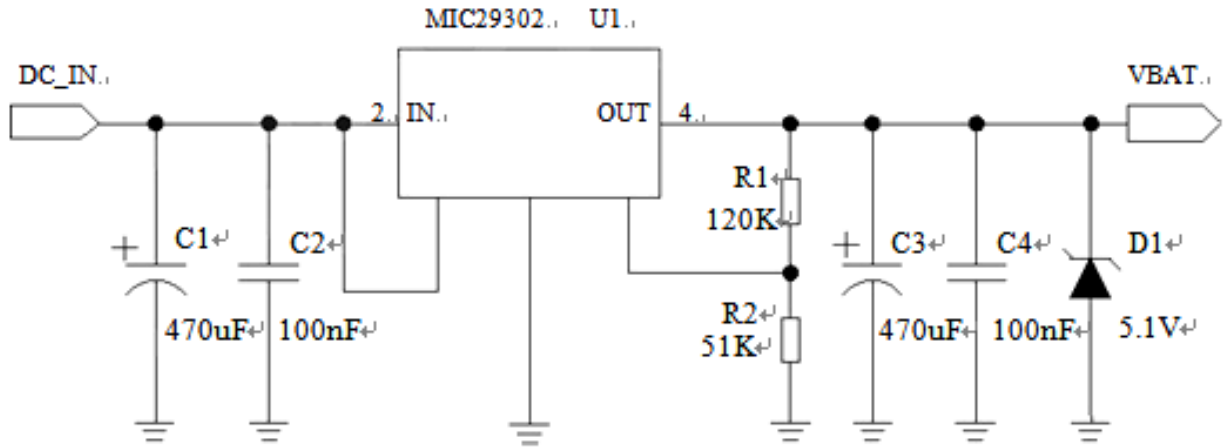 MIC29302. U1.
DC_IN.
VBAT.
2. IN.
OUT 4.
R1↵
120K↵
+ C1↵
C2↵
+ C3↵
C4↵
D1↵
R2↵
51K↵
470uF↵
100nF↵
470uF↵
100nF↵
5.1V↵